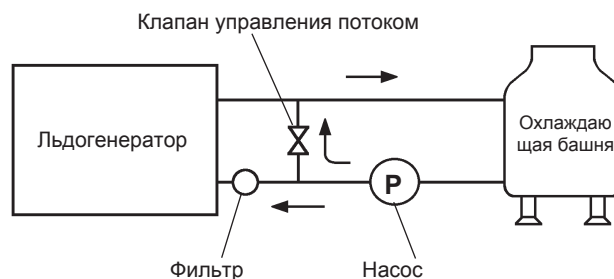 Клапан управления потоком
Льдогенератор
Охлаждаю
щая башня
P
Фильтр
Насос